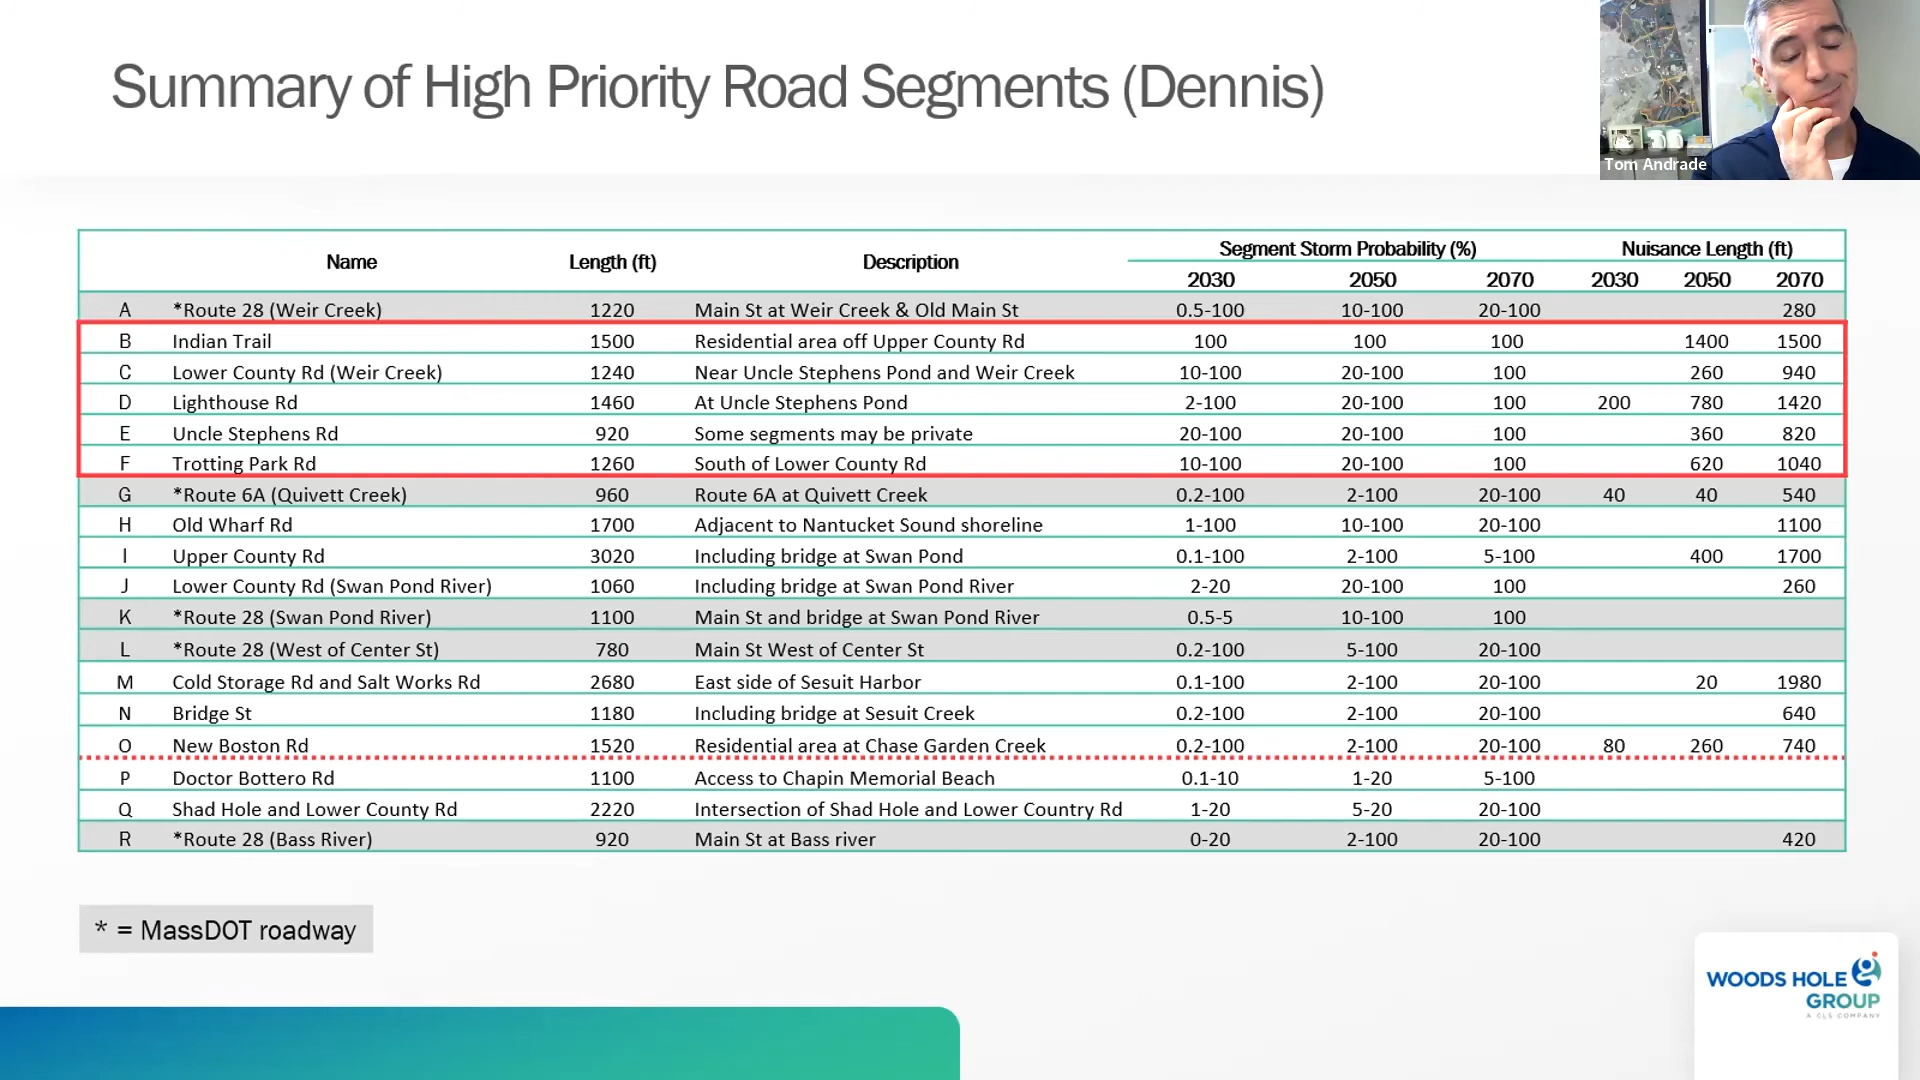 Summary of High Priority Road Segments (Dennis)
Tom Andrade
Name Length (ft) Description Segment Storm Probability (%) Nuisance Length (ft)
2030 2050 2070 2030 2050 2070
A *Route 28 (Weir Creek) 1220 Main St at Weir Creek & Old Main St 0.5-100 10-100 20-100 280
B Indian Trail 1500 Residential area off Upper County Rd 100 100 100 1400 1500
C Lower County Rd (Weir Creek) 1240 Near Uncle Stephens Pond and Weir Creek 10-100 20-100 100 260 940
D Lighthouse Rd 1460 At Uncle Stephens Pond 2-100 20-100 100 200 780 1420
E Uncle Stephens Rd 920 Some segments may be private 20-100 20-100 100 360 820
F Trotting Park Rd 1260 South of Lower County Rd 10-100 20-100 100 620 1040
G *Route 6A (Quivett Creek) 960 Route 6A at Quivett Creek 0.2-100 2-100 20-100 40 40 540
H Old Wharf Rd 1700 Adjacent to Nantucket Sound shoreline 1-100 10-100 20-100 1100
I Upper County Rd 3020 Including bridge at Swan Pond 0.1-100 2-100 5-100 400 1700
J Lower County Rd (Swan Pond River) 1060 Including bridge at Swan Pond River 2-20 20-100 100 260
K *Route 28 (Swan Pond River) 1100 Main St and bridge at Swan Pond River 0.5-5 10-100 100
L *Route 28 (West of Center St) 780 Main St West of Center St 0.2-100 5-100 20-100
M Cold Storage Rd and Salt Works Rd 2680 East side of Sesuit Harbor 0.1-100 2-100 20-100 20 1980
N Bridge St 1180 Including bridge at Sesuit Creek 0.2-100 2-100 20-100 640
O New Boston Rd 1520 Residential area at Chase Garden Creek 0.2-100 2-100 20-100 80 260 740
P Doctor Bottero Rd 1100 Access to Chapin Memorial Beach 0.1-10 1-20 5-100
Q Shad Hole and Lower County Rd 2220 Intersection of Shad Hole and Lower Country Rd 1-20 5-20 20-100
R *Route 28 (Bass River) 920 Main St at Bass river 0-20 2-100 20-100 420
* = MassDOT roadway
WOODS HOLE
GROUP
A CLS COMPANY